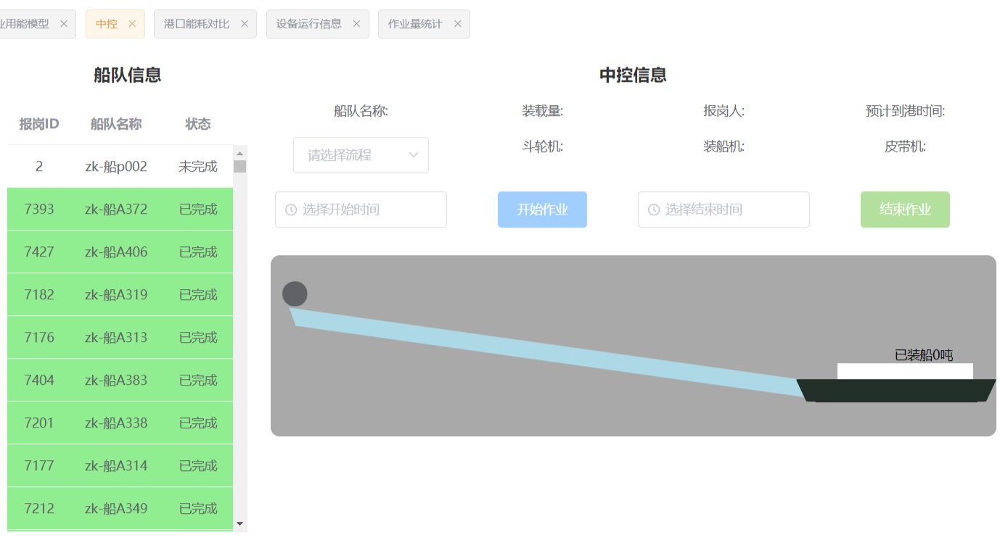 业用能模型 × 中控 × 港口能耗对比 × 设备运行信息 × 作业量统计 ×
船队信息
报岗ID 船队名称 状态
2 zk-船p002 未完成
7393 zk-船A372 已完成
7427 zk-船A406 已完成
7182 zk-船A319 已完成
7176 zk-船A313 已完成
7404 zk-船A383 已完成
7201 zk-船A338 已完成
7177 zk-船A314 已完成
7212 zk-船A349 已完成
中控信息
船队名称: 装载量: 报岗人: 预计到港时间:
请选择流程 斗轮机: 装船机: 皮带机:
选择开始时间 开始作业 选择结束时间 结束作业
已装船0吨